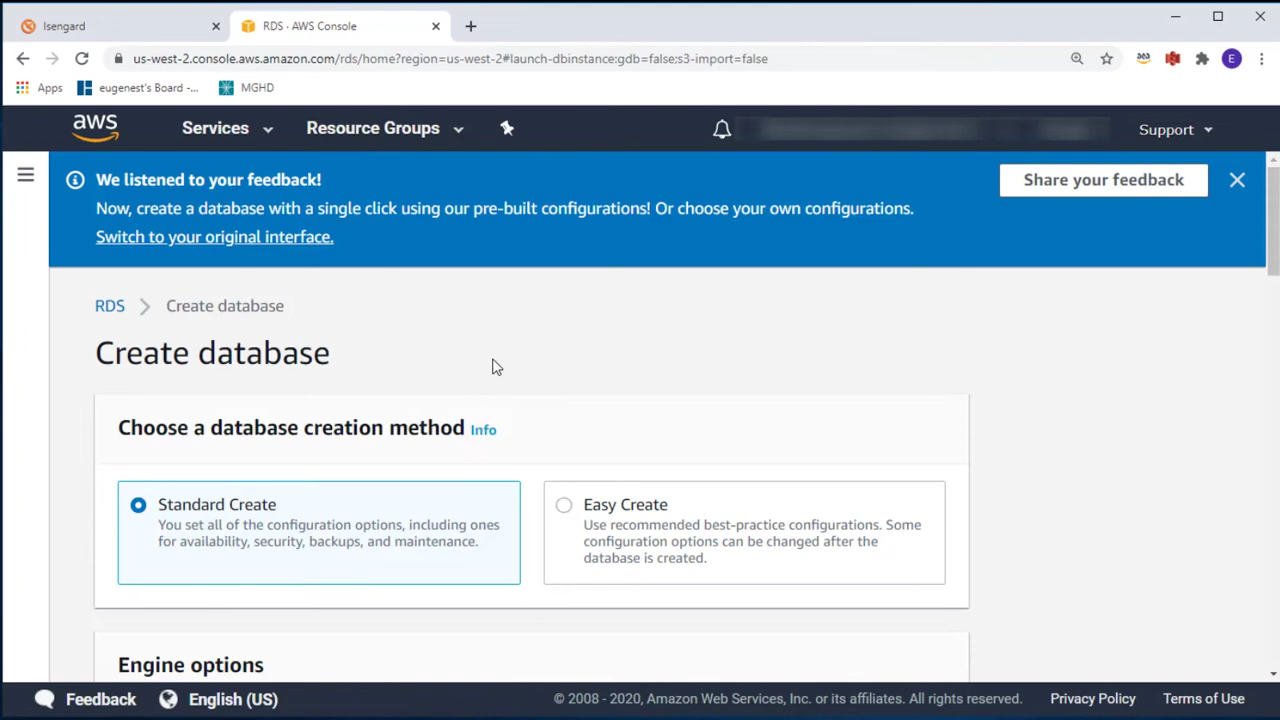 Isengard
RDS · AWS Console
us-west-2.console.aws.amazon.com/rds/home?region=us-west-2#launch-dbinstance:gdb=false;s3-import=false
E
Apps
eugenest's Board -...
MGHD
aws
Services
Resource Groups
Support
We listened to your feedback!
Now, create a database with a single click using our pre-built configurations! Or choose your own configurations.
Switch to your original interface.
Share your feedback
RDS
Create database
Create database
Choose a database creation method Info
Standard Create
You set all of the configuration options, including ones
for availability, security, backups, and maintenance.
Easy Create
Use recommended best-practice configurations. Some
configuration options can be changed after the
database is created.
Engine options
Feedback
English (US)
© 2008 - 2020, Amazon Web Services, Inc. or its affiliates. All rights reserved.
Privacy Policy
Terms of Use